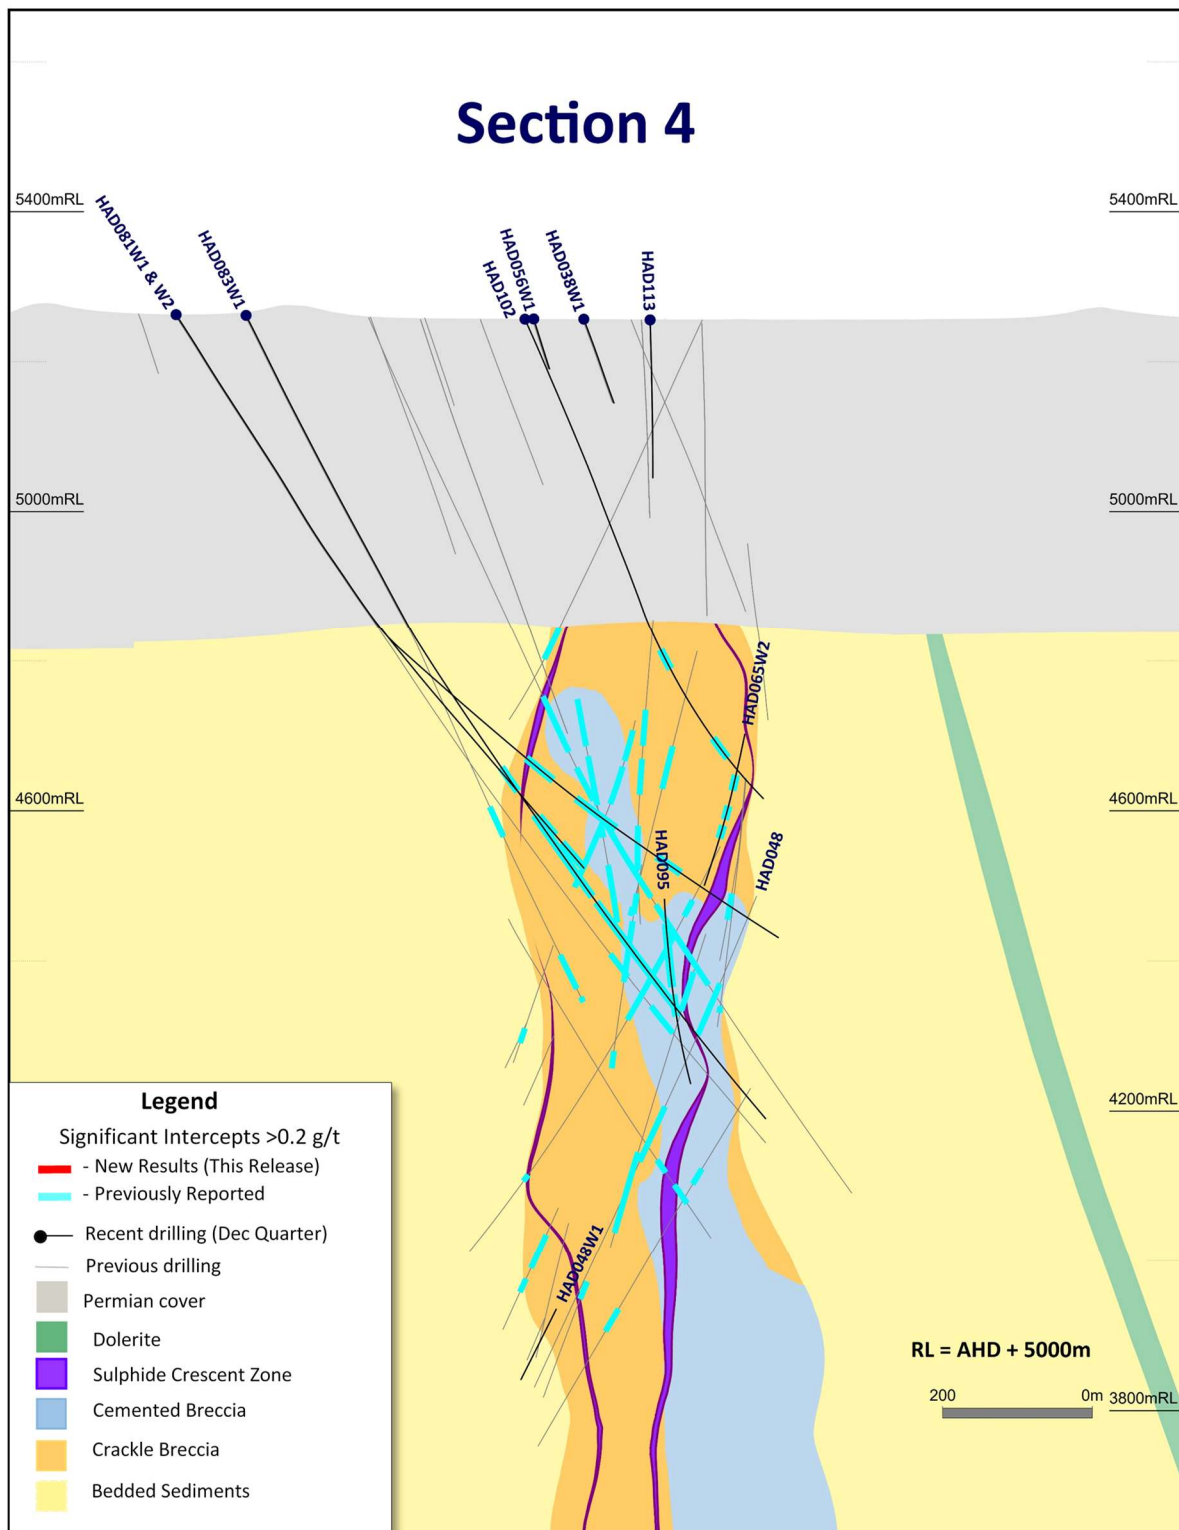 Section 4
5400mRL
5400mRL
HAD081W1 & W2
HAD083W1
HAD102
HAD056W1
HAD038W1
HAD113
5000mRL
5000mRL
HAD065W2
4600mRL
4600mRL
HAD095
HAD048
4200mRL
HAD048W1
Legend
Significant Intercepts >0.2 g/t
- New Results (This Release)
- Previously Reported
Recent drilling (Dec Quarter)
Previous drilling
Permian cover
Dolerite
Sulphide Crescent Zone
Cemented Breccia
Crackle Breccia
Bedded Sediments
RL = AHD + 5000m
200 0m
3800mRL